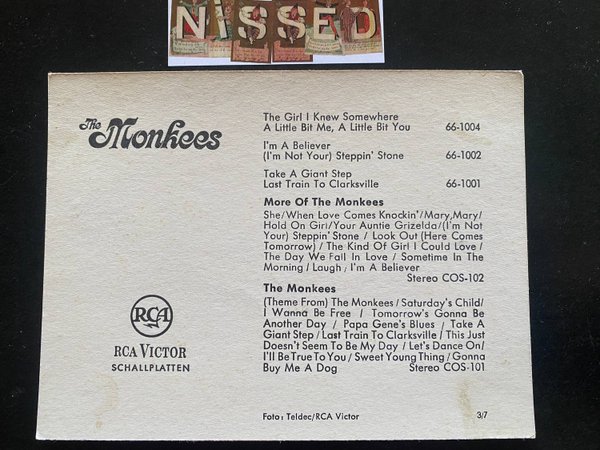 NiSSED
The Monkees
The Girl I Knew Somewhere
A Little Bit Me, A Little Bit You 66-1004
I'm A Believer
(I'm Not Your) Steppin' Stone 66-1002
Take A Giant Step
Last Train To Clarksville 66-1001
More Of The Monkees
She/When Love Comes Knockin'/Mary, Mary/
Hold On Girl/Your Auntie Grizelda/(I'm Not
Your) Steppin' Stone / Look Out (Here Comes
Tomorrow) / The Kind Of Girl I Could Love /
The Day We Fall In Love / Sometime In The
Morning / Laugh / I'm A Believer
Stereo COS-102
The Monkees
(Theme From) The Monkees / Saturday's Child/
I Wanna Be Free / Tomorrow's Gonna Be
Another Day / Papa Gene's Blues / Take A
Giant Step / Last Train To Clarksville / This Just
Doesn't Seem To Be My Day / Let's Dance On/
I'll Be True To You / Sweet Young Thing / Gonna
Buy Me A Dog Stereo COS-101
RCA
RCA VICTOR
SCHALLPLATTEN
Foto: Teldec/RCA Victor 3/7